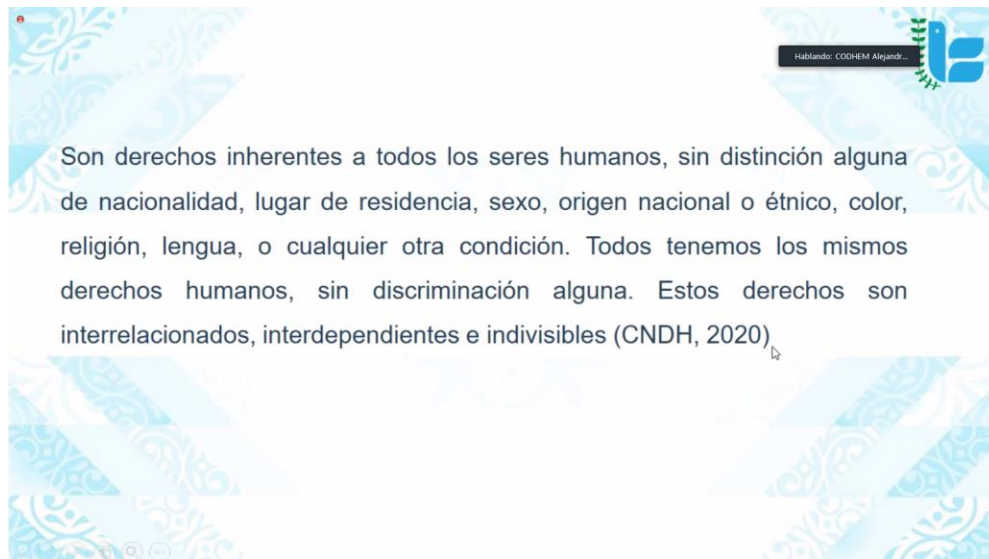 Hablando: CODHEM Alejandr...
Son derechos inherentes a todos los seres humanos, sin distinción alguna
de nacionalidad, lugar de residencia, sexo, origen nacional o étnico, color,
religión, lengua, o cualquier otra condición. Todos tenemos los mismos
derechos humanos, sin discriminación alguna. Estos derechos son
interrelacionados, interdependientes e indivisibles (CNDH, 2020)